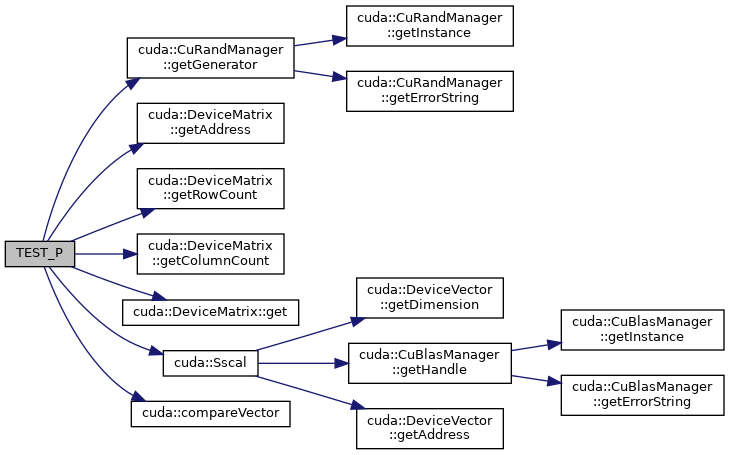 TEST_P
cuda::CuRandManager
::getGenerator
cuda::CuRandManager
::getInstance
cuda::CuRandManager
::getErrorString
cuda::DeviceMatrix
::getAddress
cuda::DeviceMatrix
::getRowCount
cuda::DeviceMatrix
::getColumnCount
cuda::DeviceMatrix::get
cuda::Sscal
cuda::DeviceVector
::getDimension
cuda::CuBlasManager
::getHandle
cuda::CuBlasManager
::getInstance
cuda::CuBlasManager
::getErrorString
cuda::DeviceVector
::getAddress
cuda::compareVector